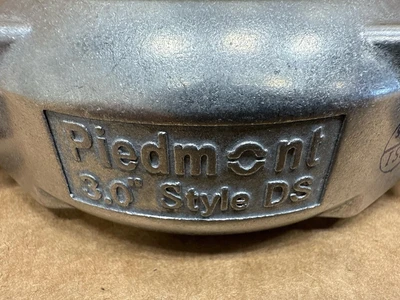 Piedmont
3.0" Style DS